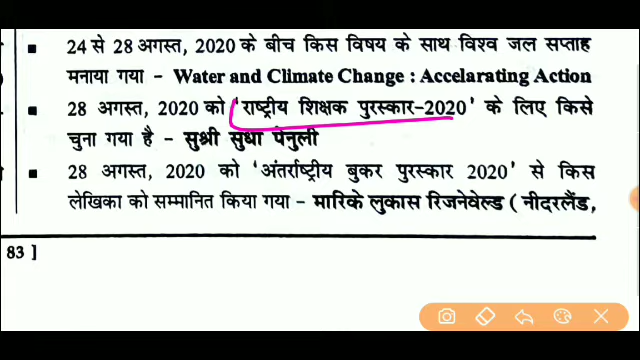 24 से 28 अगस्त, 2020 के बीच किस विषय के साथ विश्व जल सप्ताह
मनाया गया – Water and Climate Change : Accelarating Action
28 अगस्त, 2020 को 'राष्ट्रीय शिक्षक पुरस्कार-2020' के लिए किसे
चुना गया है – सुश्री सुधा पेनुली
28 अगस्त, 2020 को 'अंतर्राष्ट्रीय बुकर पुरस्कार 2020' से किस
लेखिका को सम्मानित किया गया – मारिके लुकास रिजनेवेल्ड ( नीदरलैंड,
83 ]